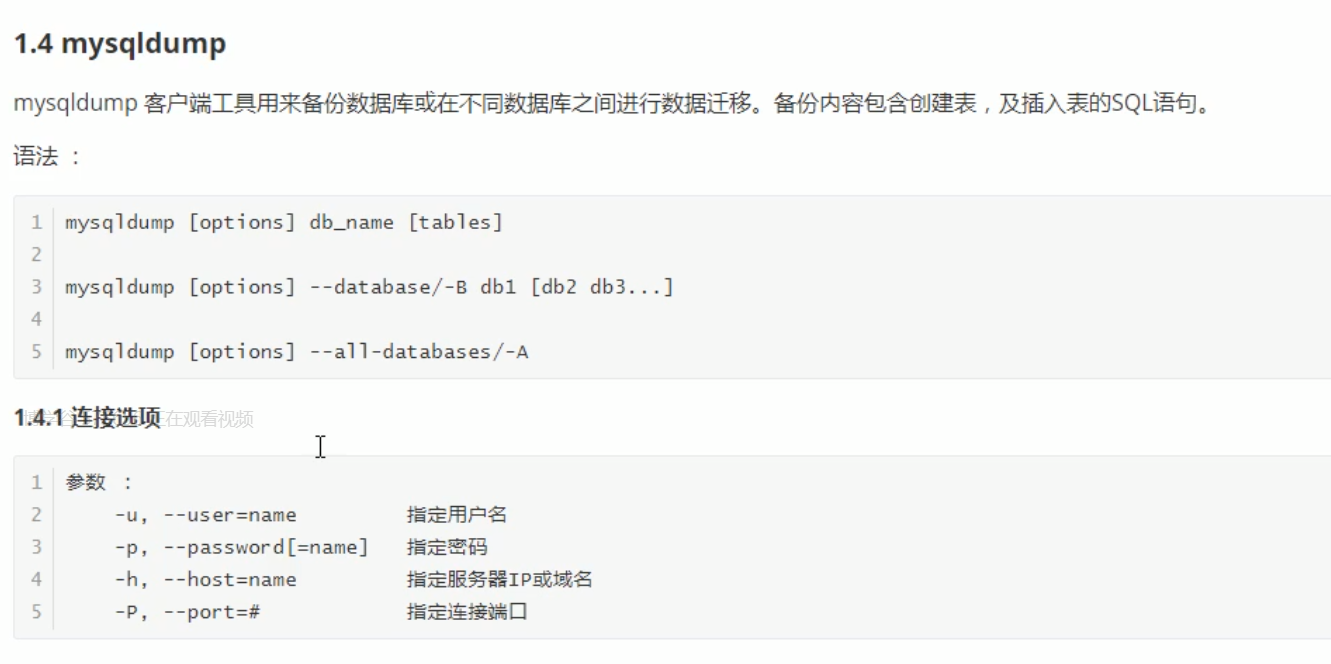 1.4 mysqldump
mysqldump 客户端工具用来备份数据库或在不同数据库之间进行数据迁移。备份内容包含创建表，及插入表的SQL语句。
语法 ：
1 mysqldump [options] db_name [tables]
2
3 mysqldump [options] --database/-B db1 [db2 db3...]
4
5 mysqldump [options] --all-databases/-A
1.4.1 连接选项
正在观看视频
1 参数 ：
2 -u, --user=name 指定用户名
3 -p, --password[=name] 指定密码
4 -h, --host=name 指定服务器IP或域名
5 -P, --port=# 指定连接端口